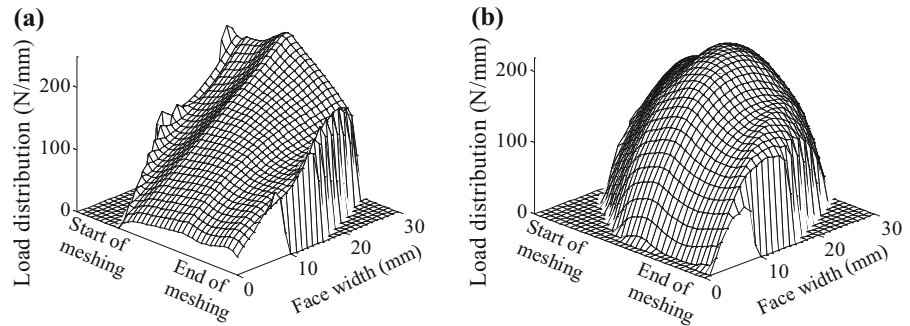 (a)
Load distribution (N/mm)
200
100
0
Start of
meshing
End of
meshing
0
10
20
30
Face width (mm)
(b)
Load distribution (N/mm)
200
100
0
Start of
meshing
End of
meshing
0
10
20
30
Face width (mm)